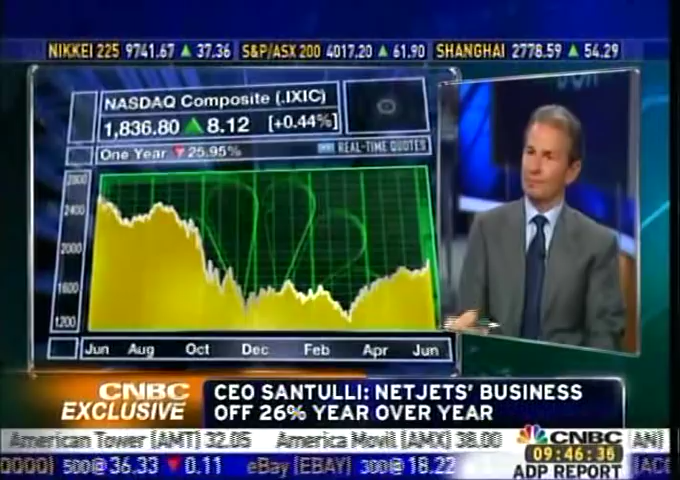 NIKKEI 225 9741.67 ▲ 37.36 S&P/ASX 200 4017.20 ▲ 61.90 SHANGHAI 2778.59 ▲ 54.29
NASDAQ Composite (.IXIC)
1,836.80 ▲ 8.12 [+0.44%]
One Year ▼ 25.95% REAL-TIME QUOTES
2800
2400
2000
1600
1200
Jun Aug Oct Dec Feb Apr Jun
CNBC
EXCLUSIVE
CEO SANTULLI: NETJETS' BUSINESS
OFF 26% YEAR OVER YEAR
American Tower (AMT) 32.05 America Movil (AMX) 38.00
CNBC
09:46:36
ADP REPORT
500@36.33 ▼ 0.11 eBay [EBAY] 300@18.22